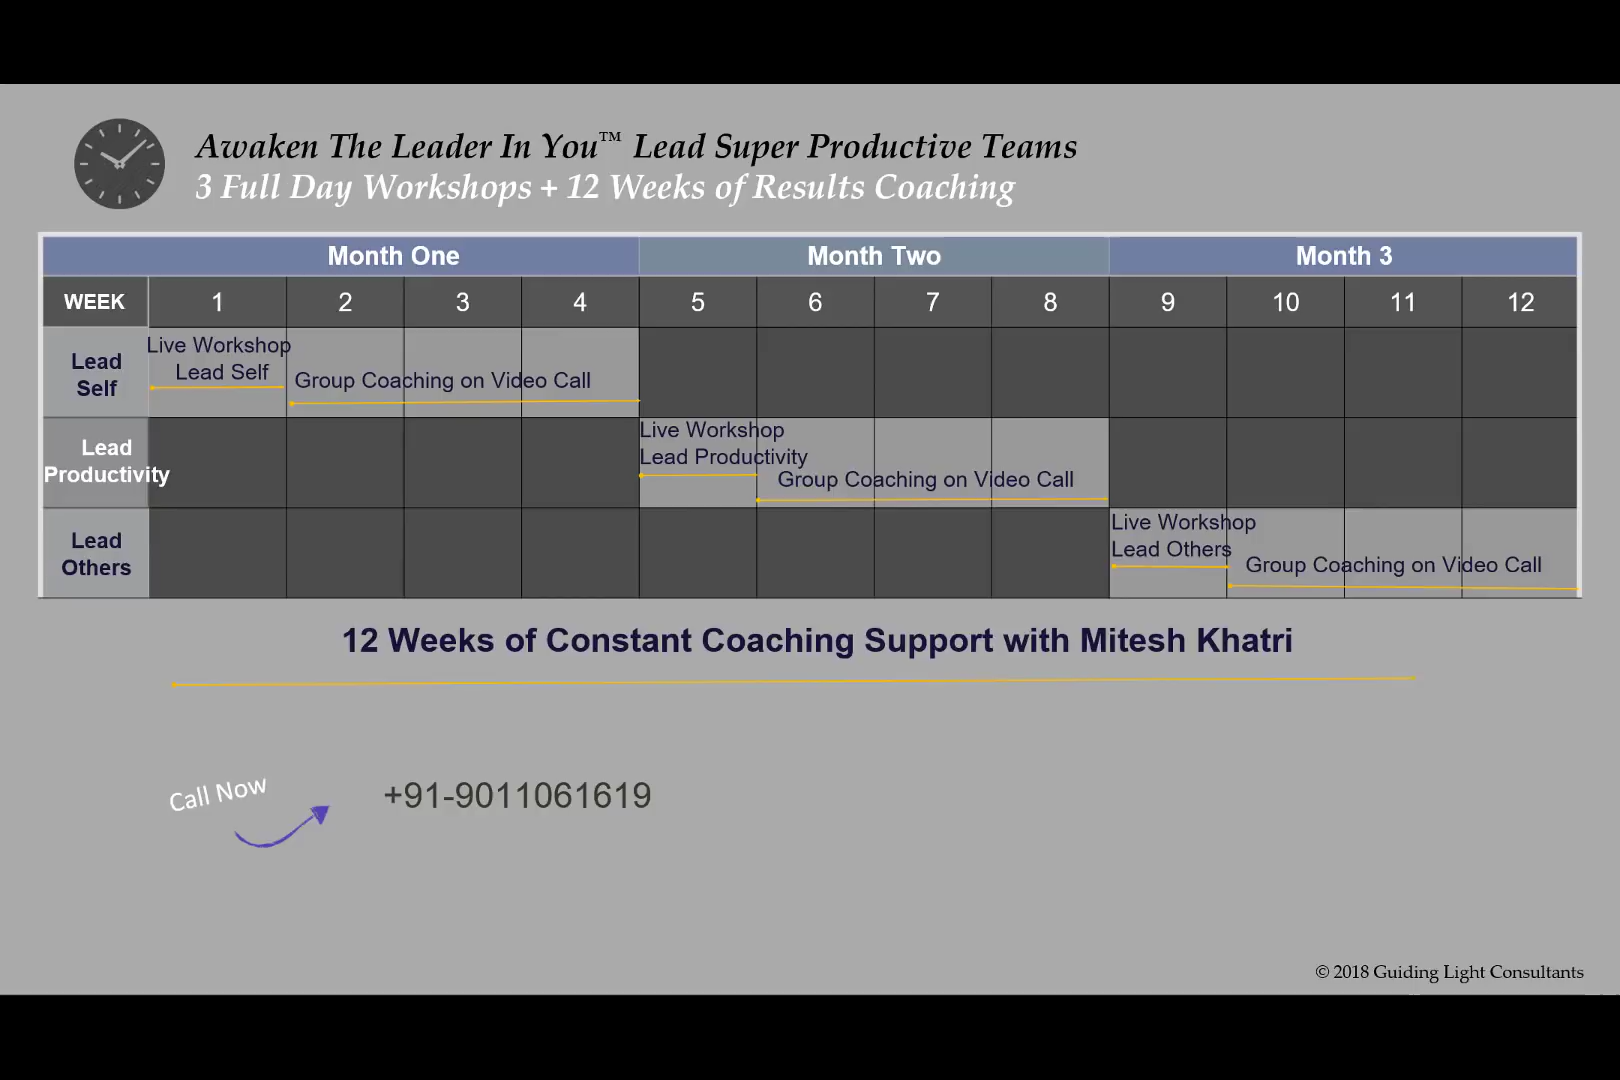 Awaken The Leader In You™ Lead Super Productive Teams
3 Full Day Workshops + 12 Weeks of Results Coaching
Month One Month Two Month 3
WEEK 1 2 3 4 5 6 7 8 9 10 11 12
Lead
Self
Live Workshop
Lead Self
Group Coaching on Video Call
Lead
Productivity
Live Workshop
Lead Productivity
Group Coaching on Video Call
Lead
Others
Live Workshop
Lead Others
Group Coaching on Video Call
12 Weeks of Constant Coaching Support with Mitesh Khatri
Call Now
+91-9011061619
© 2018 Guiding Light Consultants